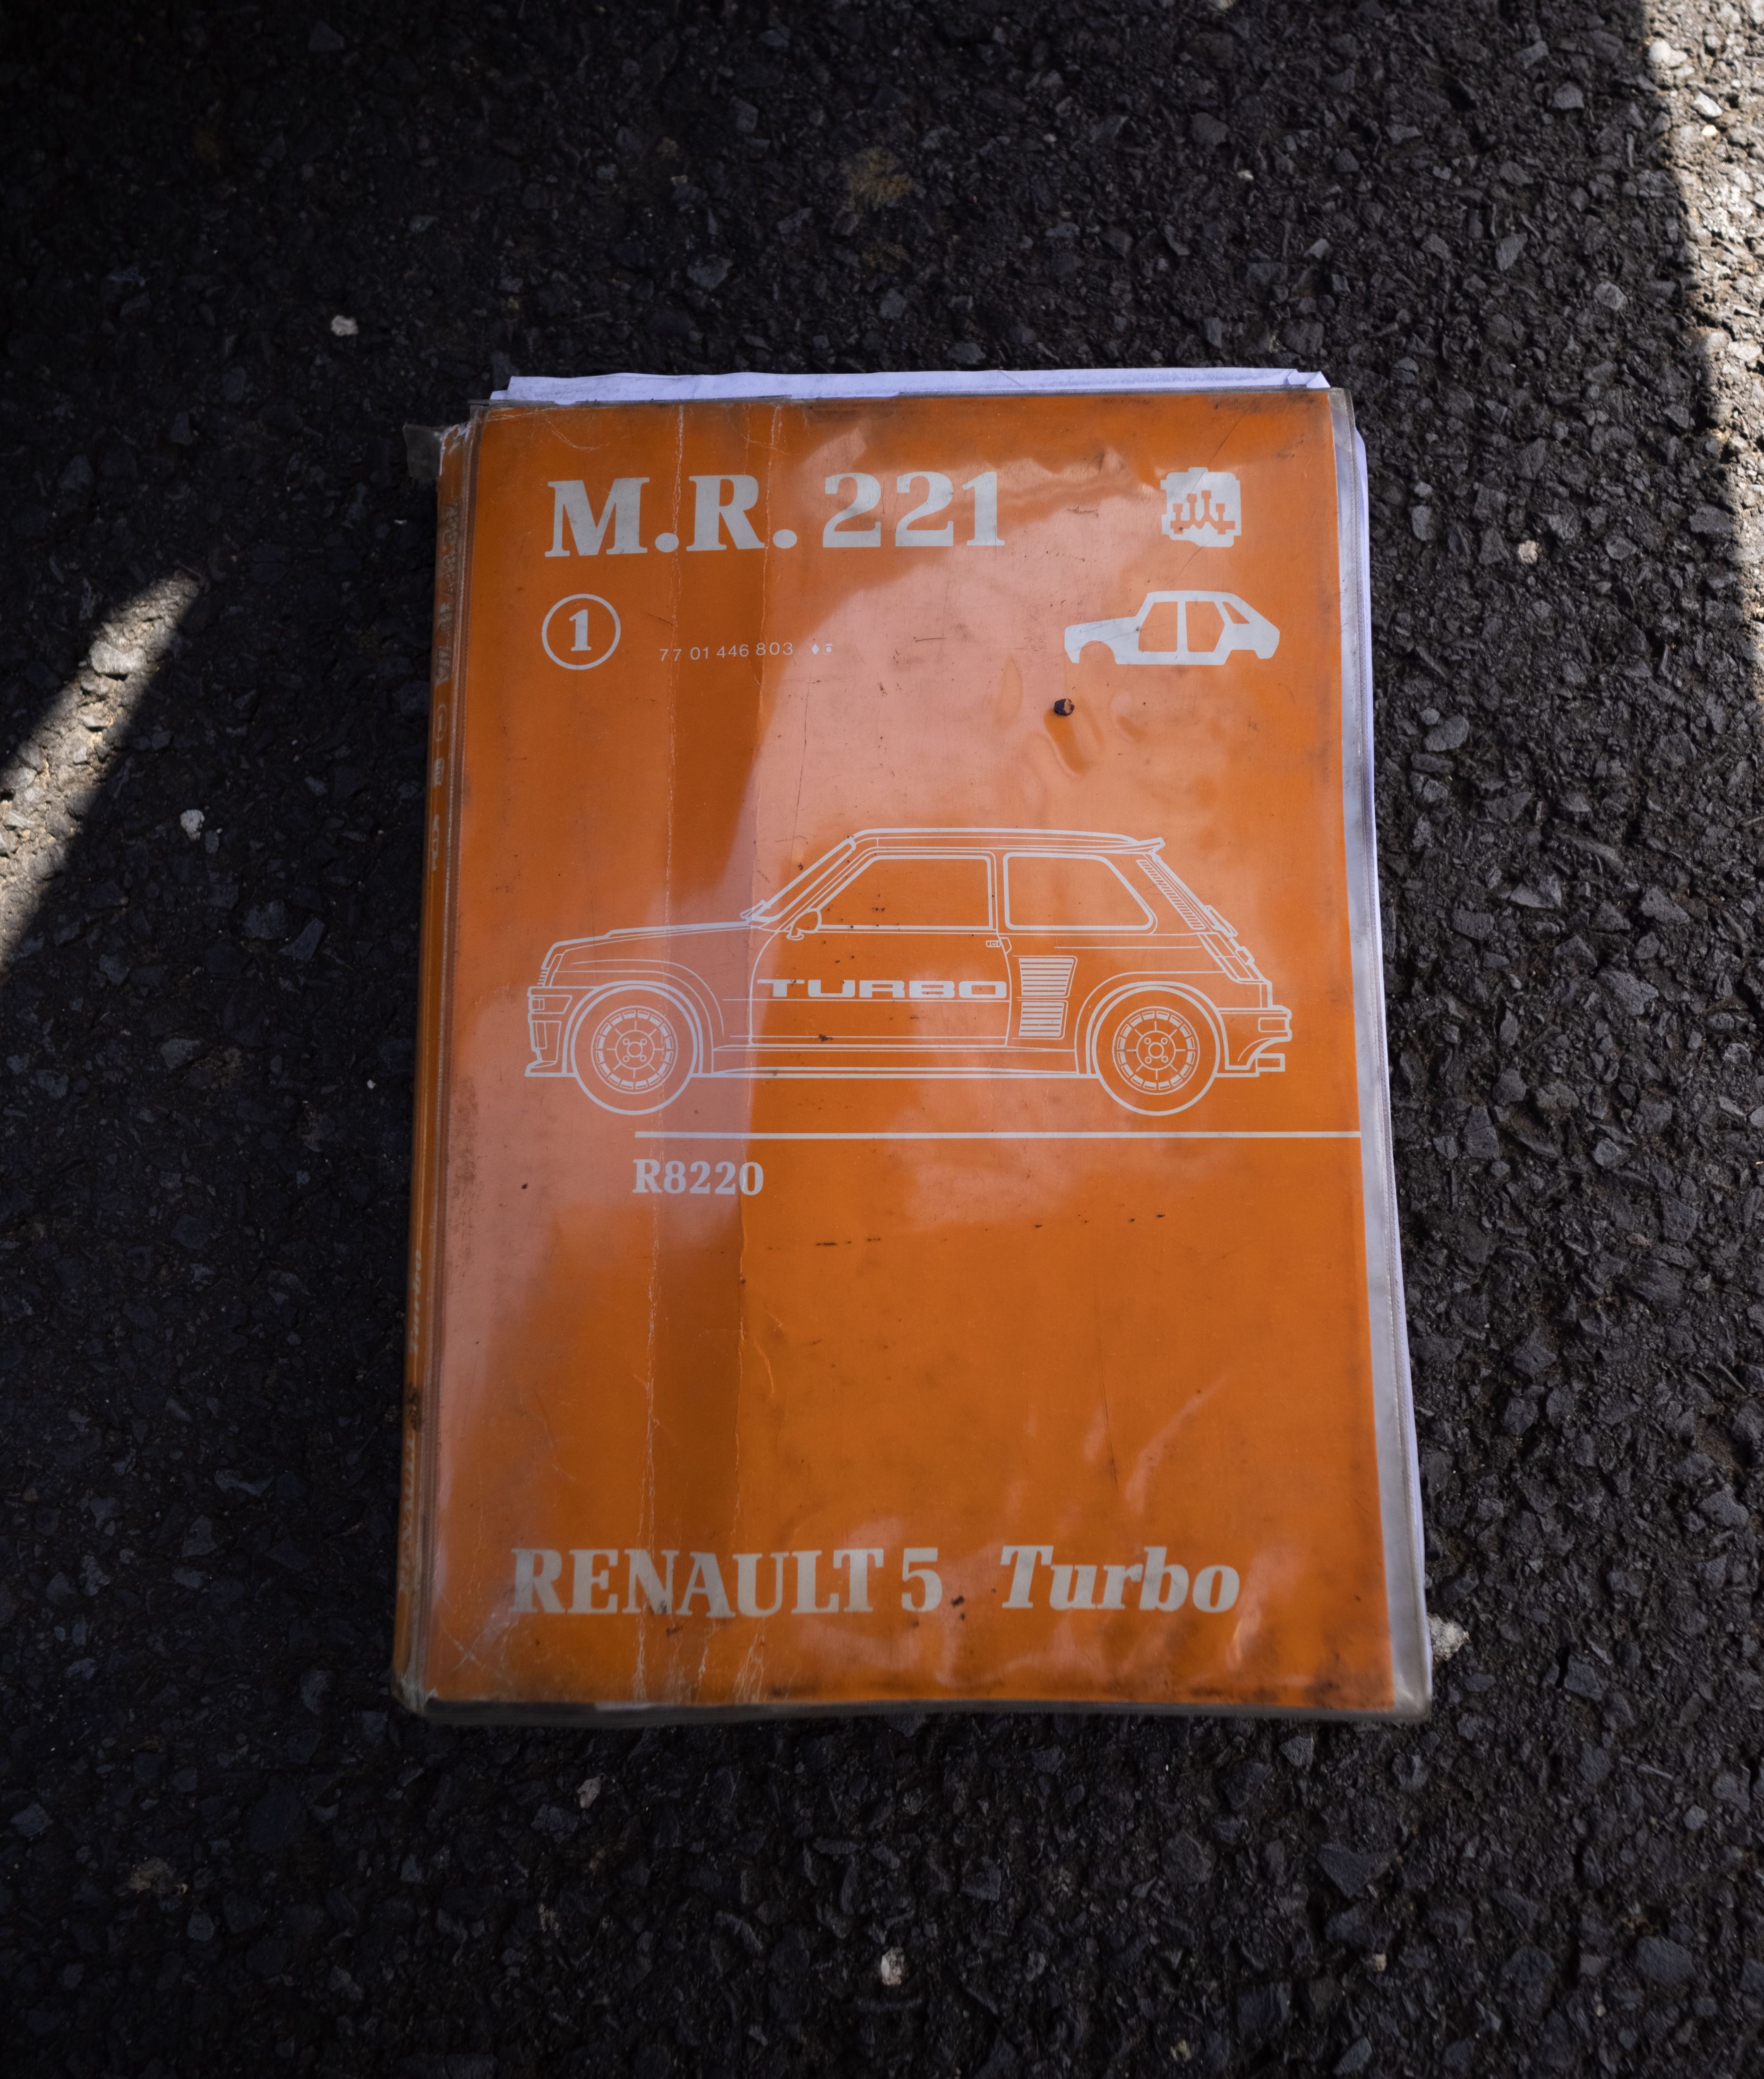 M.R. 221
1
77 01 446 803
TURBO
R8220
RENAULT 5 Turbo